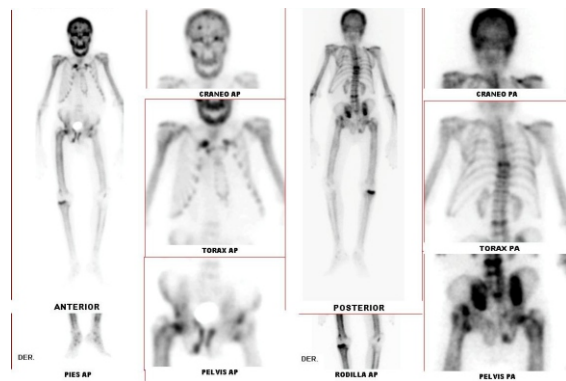 CRANEO AP
CRANEO PA
TORAX AP
TORAX PA
ANTERIOR
POSTERIOR
DER.
PIES AP
PELVIS AP
DER.
RODILLA AP
PELVIS PA